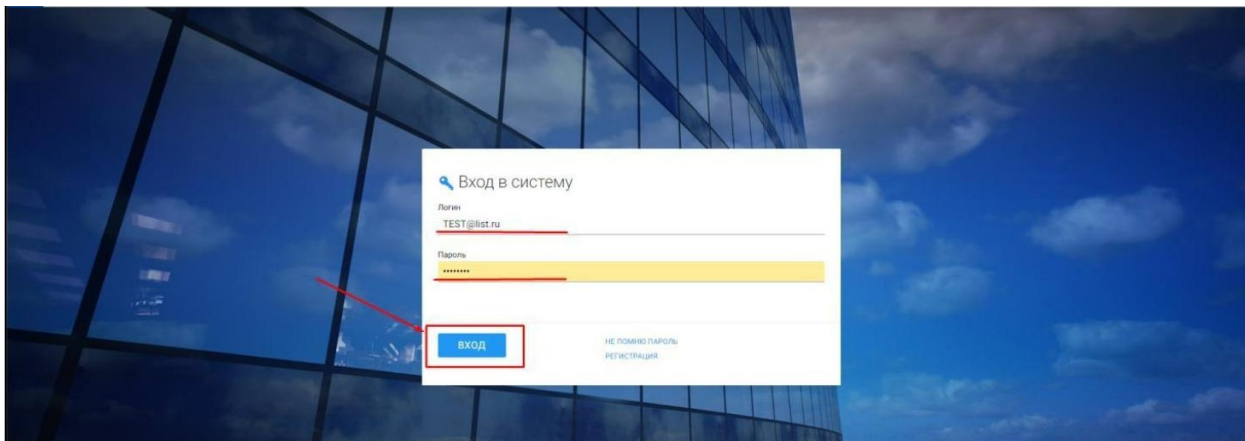 Вход в систему
Логин
TEST@list.ru
Пароль
••••••••
ВХОД
НЕ ПОМНЮ ПАРОЛЬ
РЕГИСТРАЦИЯ